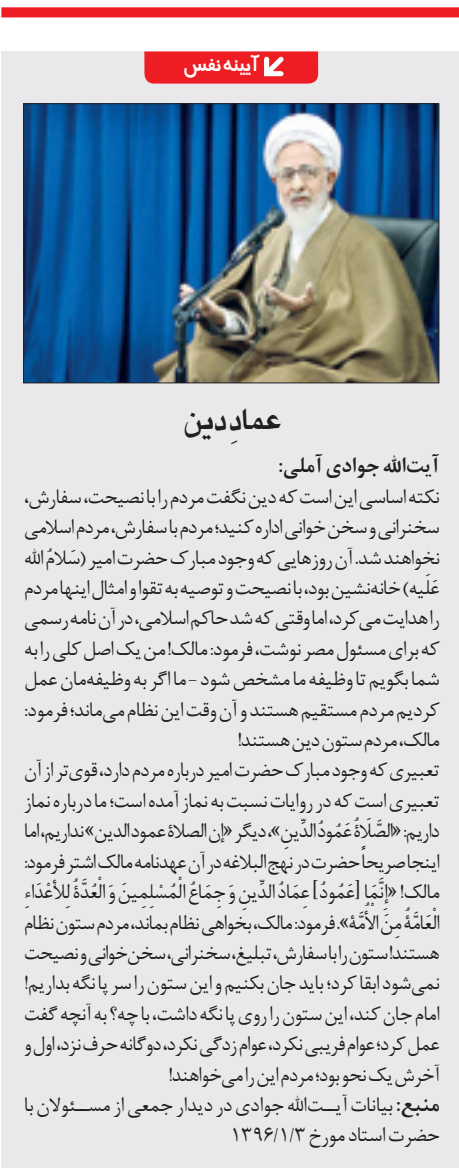 آیینه نفس
عمادِ دین
آیت‌الله جوادی آملی:
نکته اساسی این است که دین نگفت مردم را با نصیحت، سفارش،
سخنرانی و سخن خوانی اداره کنید؛ مردم با سفارش، مردم اسلامی
نخواهند شد. آن روزهایی که وجود مبارک حضرت امیر (سَلامُ الله
عَلَیه) خانه‌نشین بود، با نصیحت و توصیه به تقوا و امثال اینها مردم
را هدایت می کرد، اما وقتی که شد حاکم اسلامی، در آن نامه رسمی
که برای مسئول مصر نوشت، فرمود: مالک! من یک اصل کلی را به
شما بگویم تا وظیفه ما مشخص شود - ما اگر به وظیفه‌مان عمل
کردیم مردم مستقیم هستند و آن وقت این نظام می‌ماند؛ فرمود:
مالک، مردم ستون دین هستند!
تعبیری که وجود مبارک حضرت امیر درباره مردم دارد، قوی‌تر از آن
تعبیری است که در روایات نسبت به نماز آمده است؛ ما درباره نماز
داریم: «الصَّلَاةُ عَمُودُ الدِّینِ»، دیگر «إن الصلاة عمود الدین» نداریم، اما
اینجا صریحاً حضرت در نهج البلاغه در آن عهدنامه مالک اشتر فرمود:
مالک! «إِنَّمَا [عَمُودُ] عِمَادُ الدِّینِ وَ جِمَاعُ الْمُسْلِمِینَ وَ الْعُدَّةُ لِلْأَعْدَاءِ
الْعَامَّةُ مِنَ الْأُمَّةِ». فرمود: مالک، بخواهی نظام بماند، مردم ستون نظام
هستند! ستون را با سفارش، تبلیغ، سخنرانی، سخن خوانی و نصیحت
نمی‌شود ابقا کرد؛ باید جان بکنیم و این ستون را سر پا نگه بداریم!
امام جان کند، این ستون را روی پا نگه داشت، با چه؟ به آنچه گفت
عمل کرد؛ عوام فریبی نکرد، عوام زدگی نکرد، دو گانه حرف نزد، اول و
آخرش یک نحو بود؛ مردم این را می‌خواهند!
منبع: بیانات آیت‌الله جوادی در دیدار جمعی از مسئولان با
حضرت استاد مورخ ۱۳۹۶/۱/۳